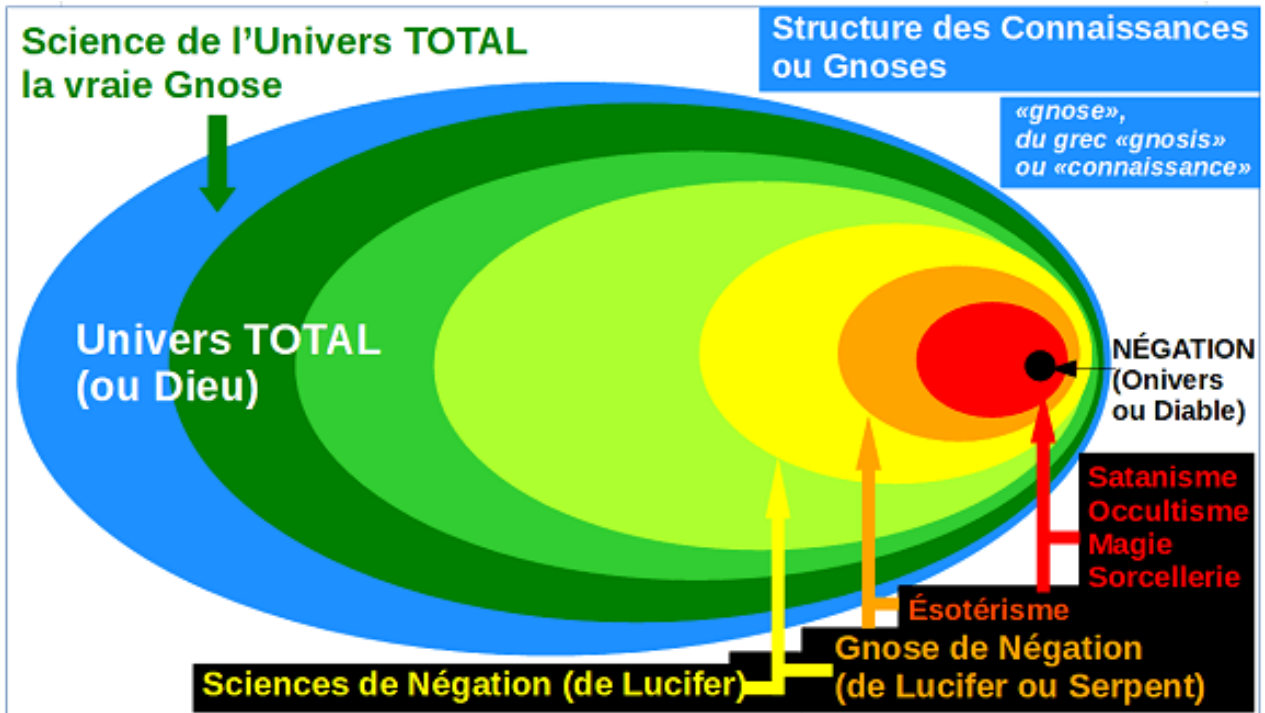 Science de l’Univers TOTAL
la vraie Gnose
Structure des Connaissances
ou Gnoses
«gnose»,
du grec «gnosis»
ou «connaissance»
Univers TOTAL
(ou Dieu)
NÉGATION
(Onivers
ou Diable)
Satanisme
Occultisme
Magie
Sorcellerie
Ésotérisme
Gnose de Négation
(de Lucifer ou Serpent)
Sciences de Négation (de Lucifer)